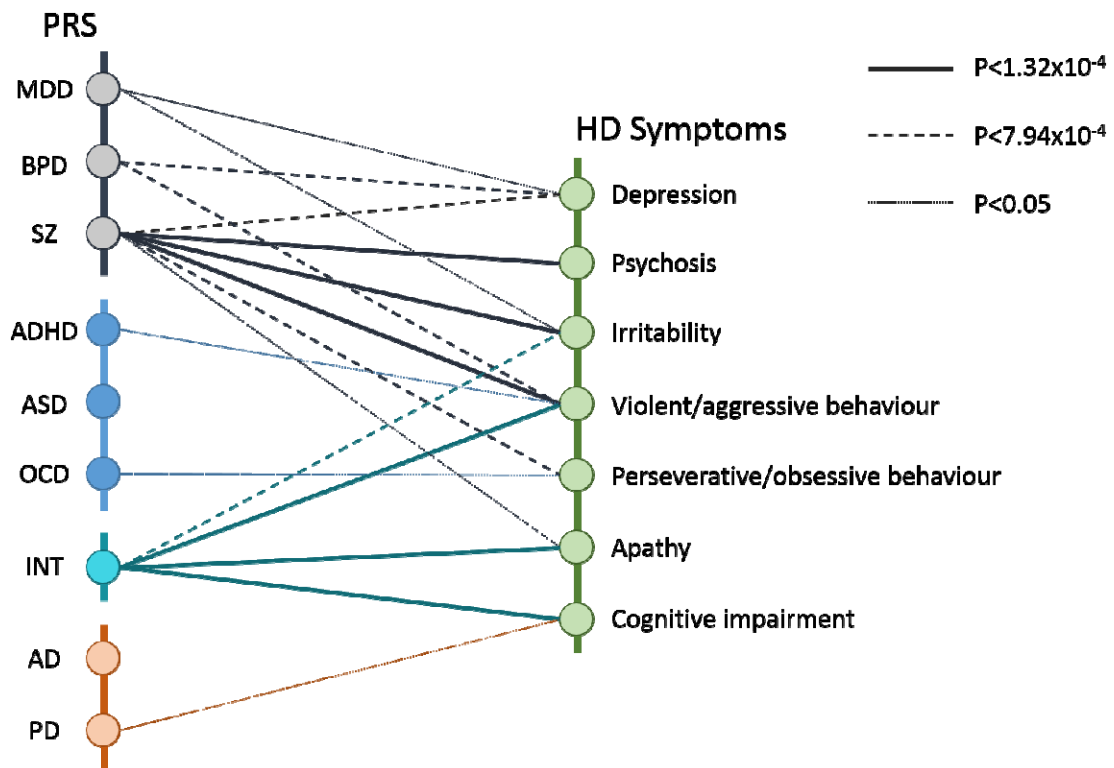 PRS
MDD
BPD
SZ
ADHD
ASD
OCD
INT
AD
PD
HD Symptoms
Depression
Psychosis
Irritability
Violent/aggressive behaviour
Perseverative/obsessive behaviour
Apathy
Cognitive impairment
P<1.32x10⁻⁴
P<7.94x10⁻⁴
P<0.05